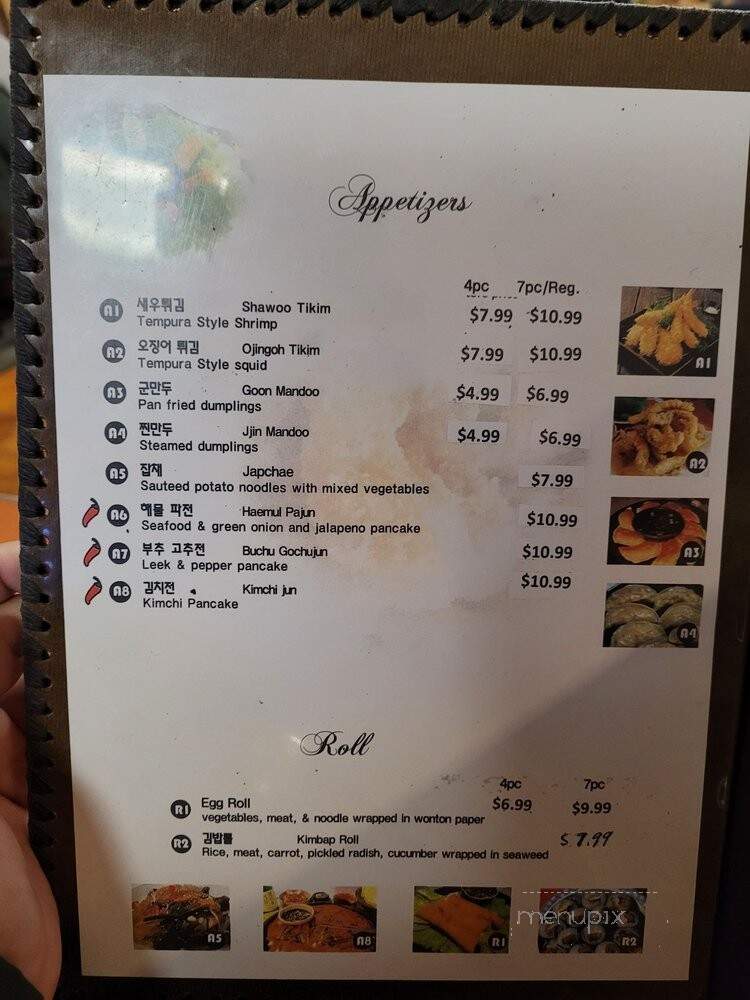 Appetizers
4pc 7pc/Reg.
A1 새우튀김 Shawoo Tikim $7.99 $10.99
Tempura Style Shrimp
A2 오징어 튀김 Ojingoh Tikim $7.99 $10.99
Tempura Style squid
A3 군만두 Goon Mandoo $4.99 $6.99
Pan fried dumplings
A4 찐만두 Jjin Mandoo $4.99 $6.99
Steamed dumplings
A5 잡채 Japchae $7.99
Sauteed potato noodles with mixed vegetables
A6 해물 파전 Haemul Pajun $10.99
Seafood & green onion and jalapeno pancake
A7 부추 고추전 Buchu Gochujun $10.99
Leek & pepper pancake
A8 김치전 Kimchi jun $10.99
Kimchi Pancake
A1
A2
A3
A4
Roll
4pc 7pc
R1 Egg Roll $6.99 $9.99
vegetables, meat, & noodle wrapped in wonton paper
R2 김밥롤 Kimbap Roll $7.99
Rice, meat, carrot, pickled radish, cucumber wrapped in seaweed
A5 A8 R1 R2
menupix